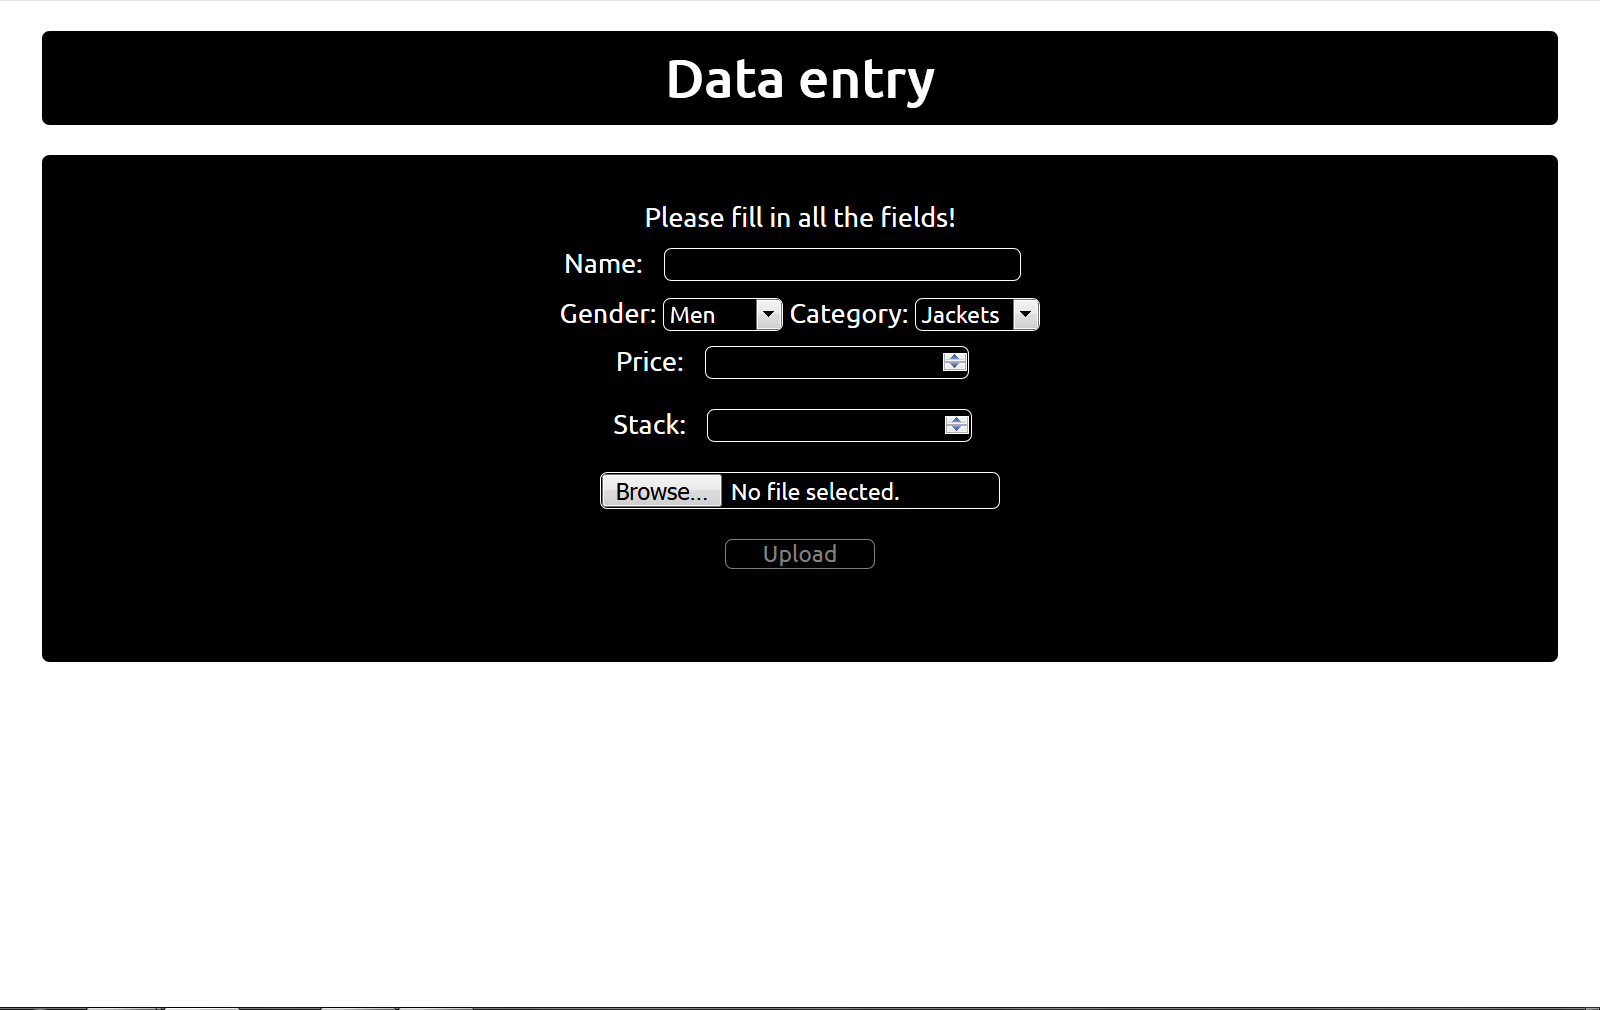 Data entry
Please fill in all the fields!
Name:
Gender: Men Category: Jackets
Price:
Stack:
Browse... No file selected.
Upload